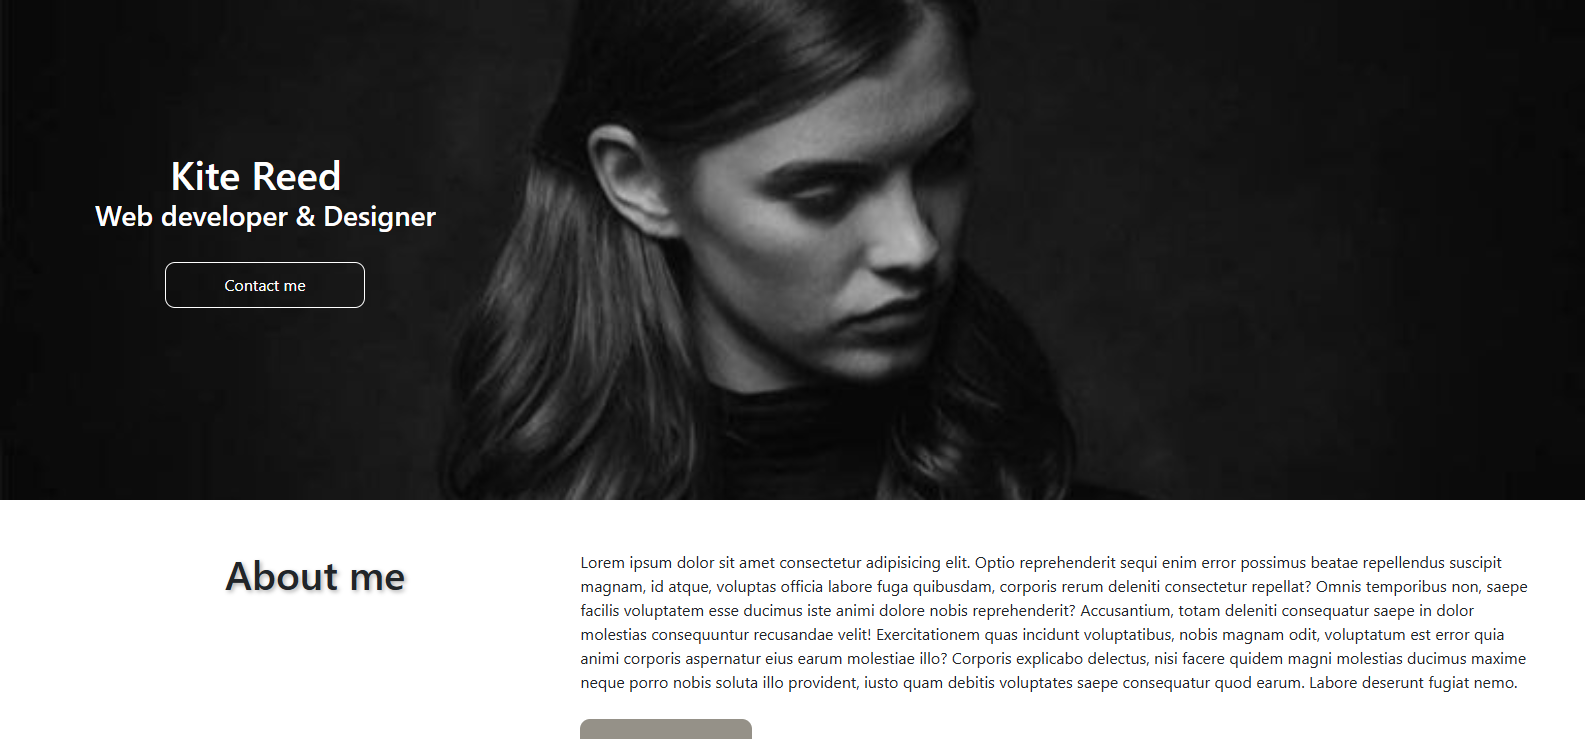 Kite Reed
Web developer & Designer
Contact me
About me
Lorem ipsum dolor sit amet consectetur adipisicing elit. Optio reprehenderit sequi enim error possimus beatae repellendus suscipit
magnam, id atque, voluptas officia labore fuga quibusdam, corporis rerum deleniti consectetur repellat? Omnis temporibus non, saepe
facilis voluptatem esse ducimus iste animi dolore nobis reprehenderit? Accusantium, totam deleniti consequatur saepe in dolor
molestias consequuntur recusandae velit! Exercitationem quas incidunt voluptatibus, nobis magnam odit, voluptatum est error quia
animi corporis aspernatur eius earum molestiae illo? Corporis explicabo delectus, nisi facere quidem magni molestias ducimus maxime
neque porro nobis soluta illo provident, iusto quam debitis voluptates saepe consequatur quod earum. Labore deserunt fugiat nemo.